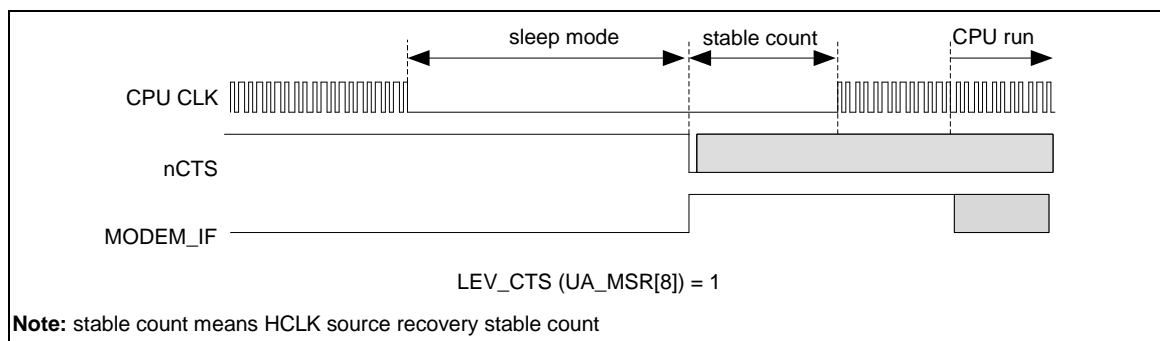 sleep mode stable count CPU run
CPU CLK
nCTS
MODEM_IF
LEV_CTS (UA_MSR[8]) = 1
Note: stable count means HCLK source recovery stable count